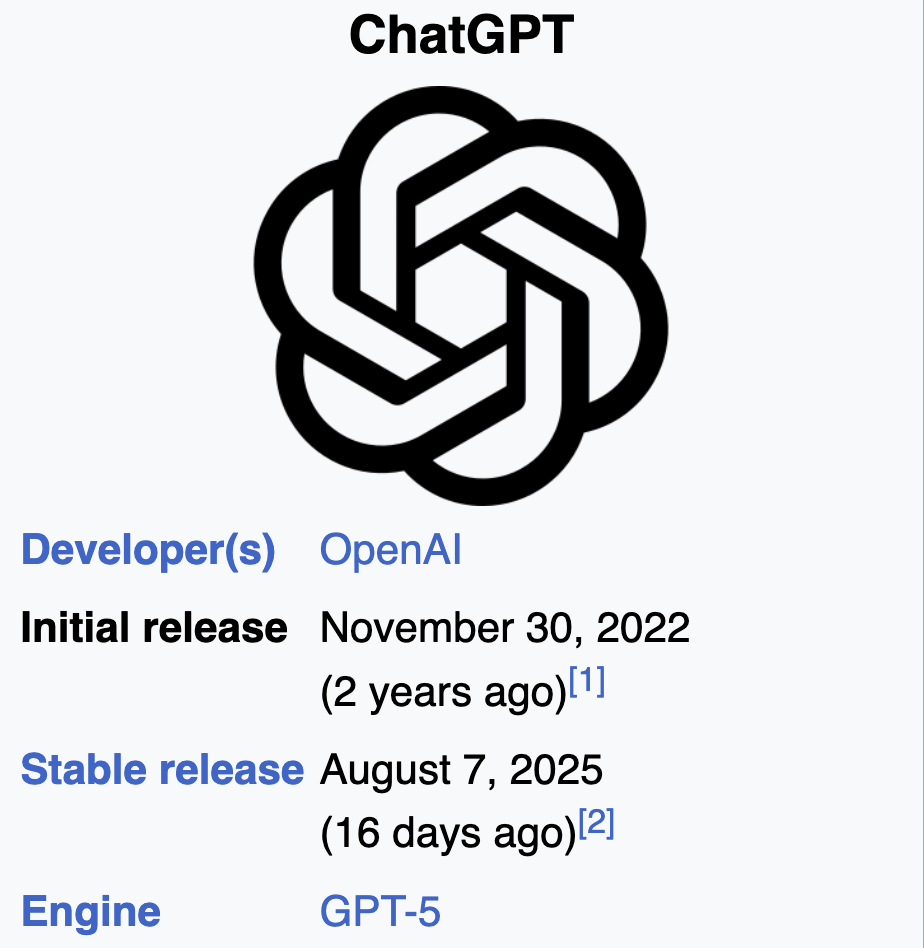 ChatGPT
Developer(s) OpenAI
Initial release November 30, 2022
(2 years ago)[1]
Stable release August 7, 2025
(16 days ago)[2]
Engine GPT-5